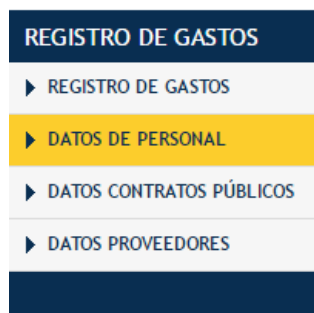 REGISTRO DE GASTOS
REGISTRO DE GASTOS
DATOS DE PERSONAL
DATOS CONTRATOS PÚBLICOS
DATOS PROVEEDORES